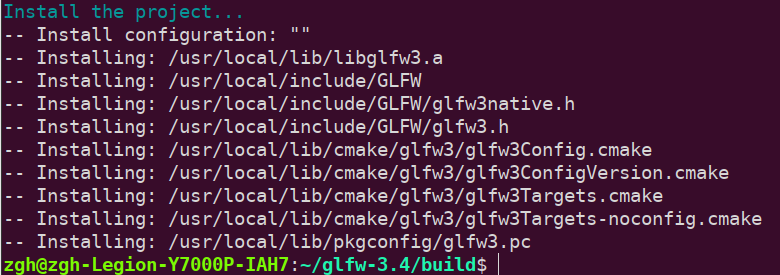 Install the project...
-- Install configuration: ""
-- Installing: /usr/local/lib/libglfw3.a
-- Installing: /usr/local/include/GLFW
-- Installing: /usr/local/include/GLFW/glfw3native.h
-- Installing: /usr/local/include/GLFW/glfw3.h
-- Installing: /usr/local/lib/cmake/glfw3/glfw3Config.cmake
-- Installing: /usr/local/lib/cmake/glfw3/glfw3ConfigVersion.cmake
-- Installing: /usr/local/lib/cmake/glfw3/glfw3Targets.cmake
-- Installing: /usr/local/lib/cmake/glfw3/glfw3Targets-noconfig.cmake
-- Installing: /usr/local/lib/pkgconfig/glfw3.pc
zgh@zgh-Legion-Y7000P-IAH7:~/glfw-3.4/build$